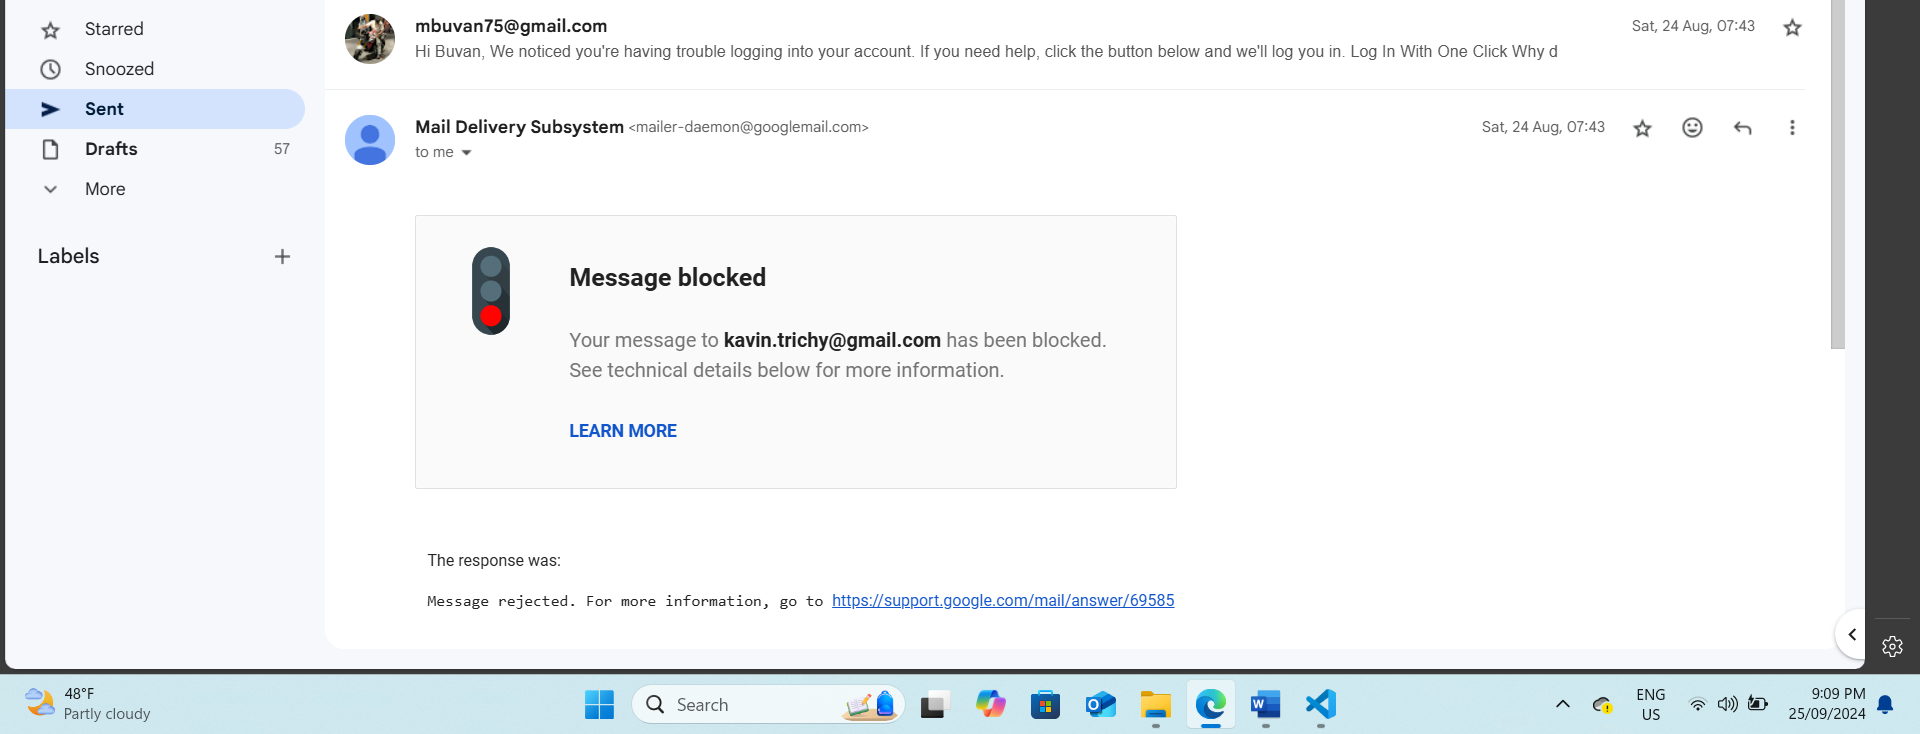 Starred
Snoozed
Sent
Drafts 57
More
Labels
mbuvan75@gmail.com Sat, 24 Aug, 07:43
Hi Buvan, We noticed you're having trouble logging into your account. If you need help, click the button below and we'll log you in. Log In With One Click Why d
Mail Delivery Subsystem <mailer-daemon@googlemail.com> Sat, 24 Aug, 07:43
to me
Message blocked
Your message to kavin.trichy@gmail.com has been blocked.
See technical details below for more information.
LEARN MORE
The response was:
Message rejected. For more information, go to https://support.google.com/mail/answer/69585
48°F
Partly cloudy
Search
ENG
US
9:09 PM
25/09/2024